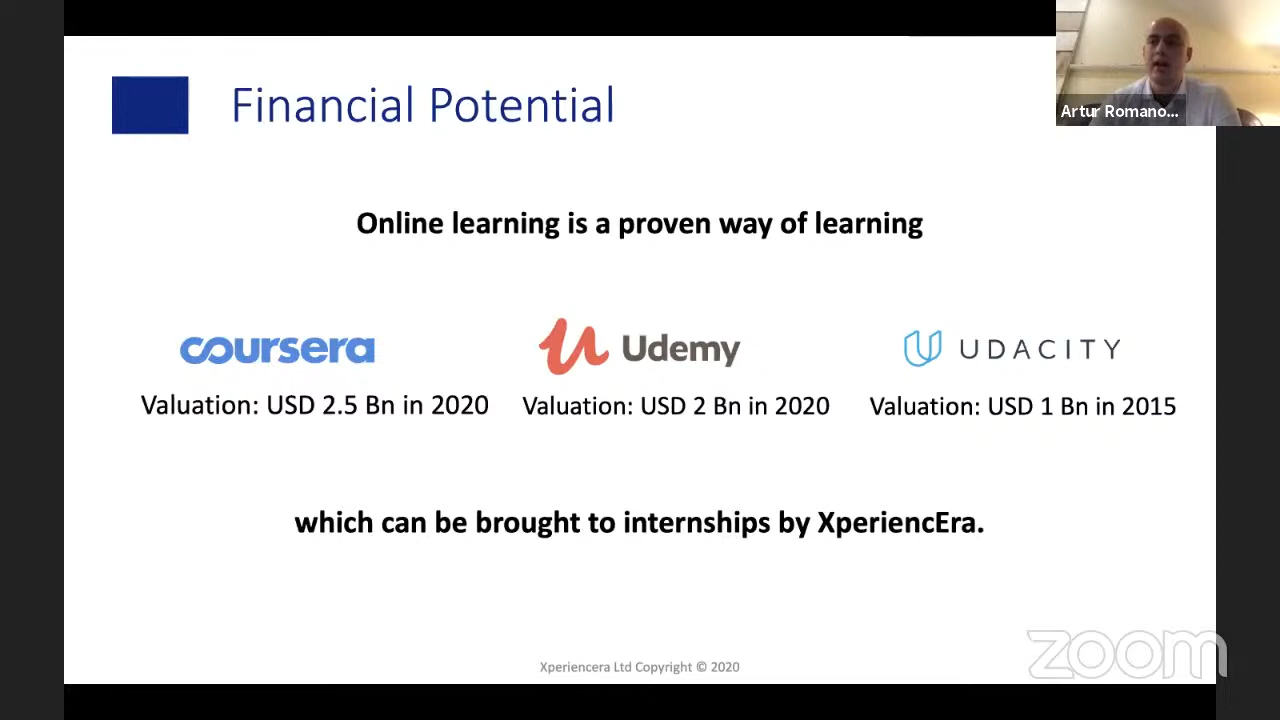 Financial Potential
Artur Romano...
Online learning is a proven way of learning
coursera
Udemy
UDACITY
Valuation: USD 2.5 Bn in 2020
Valuation: USD 2 Bn in 2020
Valuation: USD 1 Bn in 2015
which can be brought to internships by XperiencEra.
Xperiencera Ltd Copyright © 2020
zoom